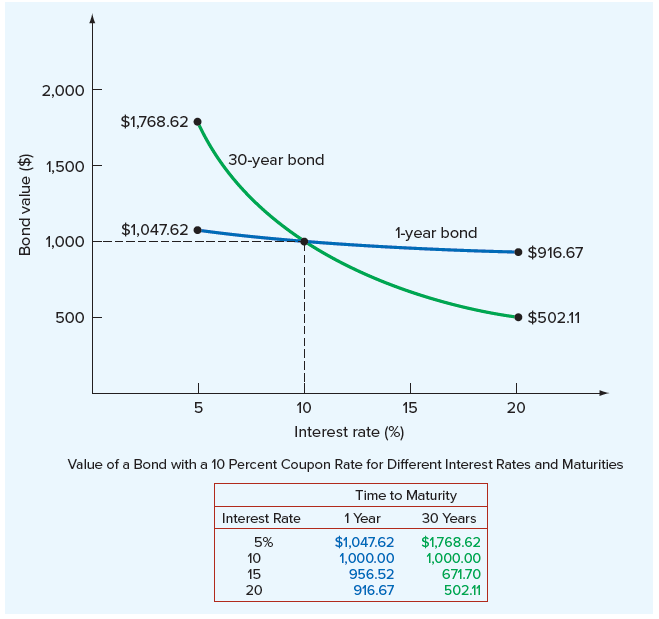 2,000
$1,768.62
30-year bond
1,500
Bond value ($)
$1,047.62
1-year bond
1,000
$916.67
500
$502.11
5 10 15 20
Interest rate (%)
Value of a Bond with a 10 Percent Coupon Rate for Different Interest Rates and Maturities
Time to Maturity
Interest Rate 1 Year 30 Years
5% $1,047.62 $1,768.62
10 1,000.00 1,000.00
15 956.52 671.70
20 916.67 502.11